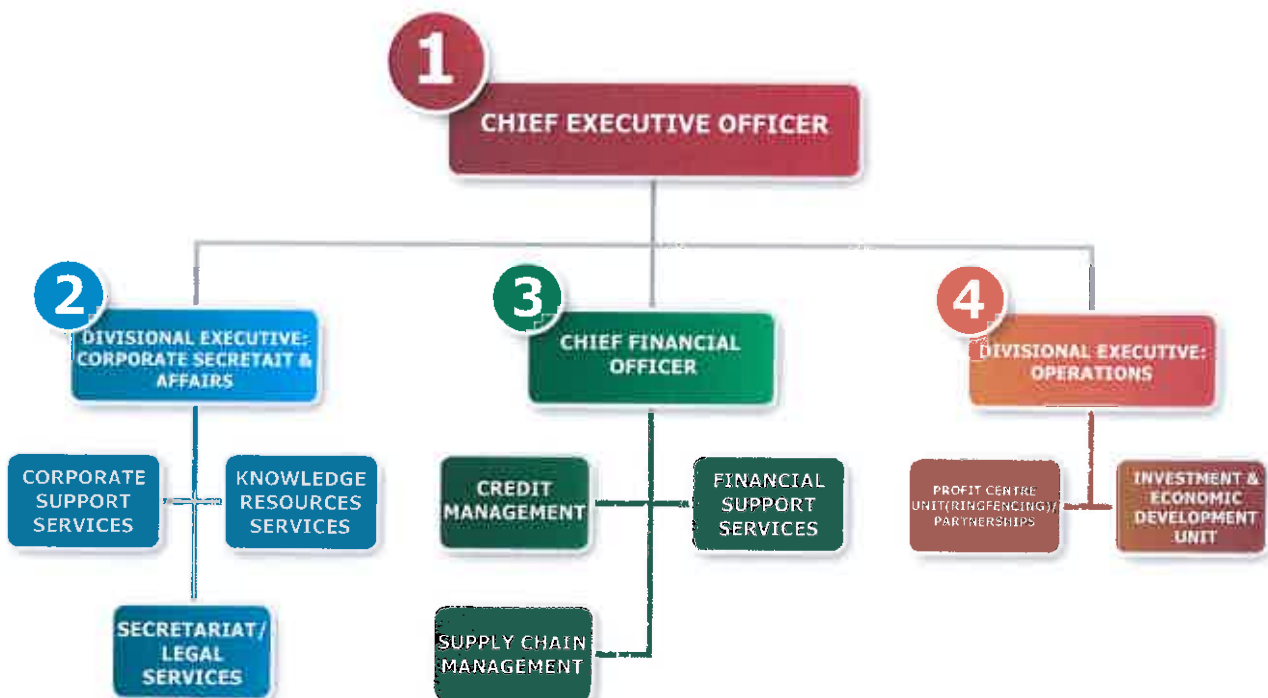 1
CHIEF EXECUTIVE OFFICER
2
DIVISIONAL EXECUTIVE:
CORPORATE SECRETAIT &
AFFAIRS
3
CHIEF FINANCIAL
OFFICER
4
DIVISIONAL EXECUTIVE:
OPERATIONS
CORPORATE
SUPPORT
SERVICES
KNOWLEDGE
RESOURCES
SERVICES
SECRETARIAT/
LEGAL
SERVICES
CREDIT
MANAGEMENT
FINANCIAL
SUPPORT
SERVICES
SUPPLY CHAIN
MANAGEMENT
PROFIT CENTRE
UNIT(RINGFENCING)/
PARTNERSHIPS
INVESTMENT &
ECONOMIC
DEVELOPMENT
UNIT